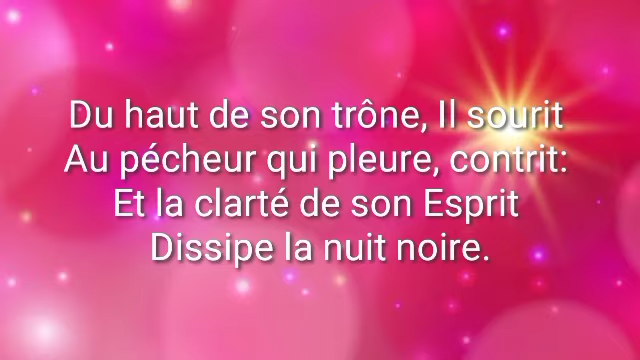 Du haut de son trône, Il sourit
Au pécheur qui pleure, contrit:
Et la clarté de son Esprit
Dissipe la nuit noire.